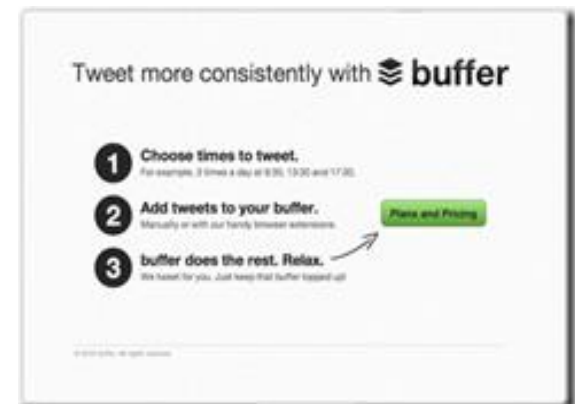 Tweet more consistently with buffer
1 Choose times to tweet.
For example, 3 times a day at 9:30, 13:30 and 17:30.
2 Add tweets to your buffer.
Manually or with our handy browser extensions.
Plans and Pricing
3 buffer does the rest. Relax.
We tweet for you. Just keep that buffer topped up!